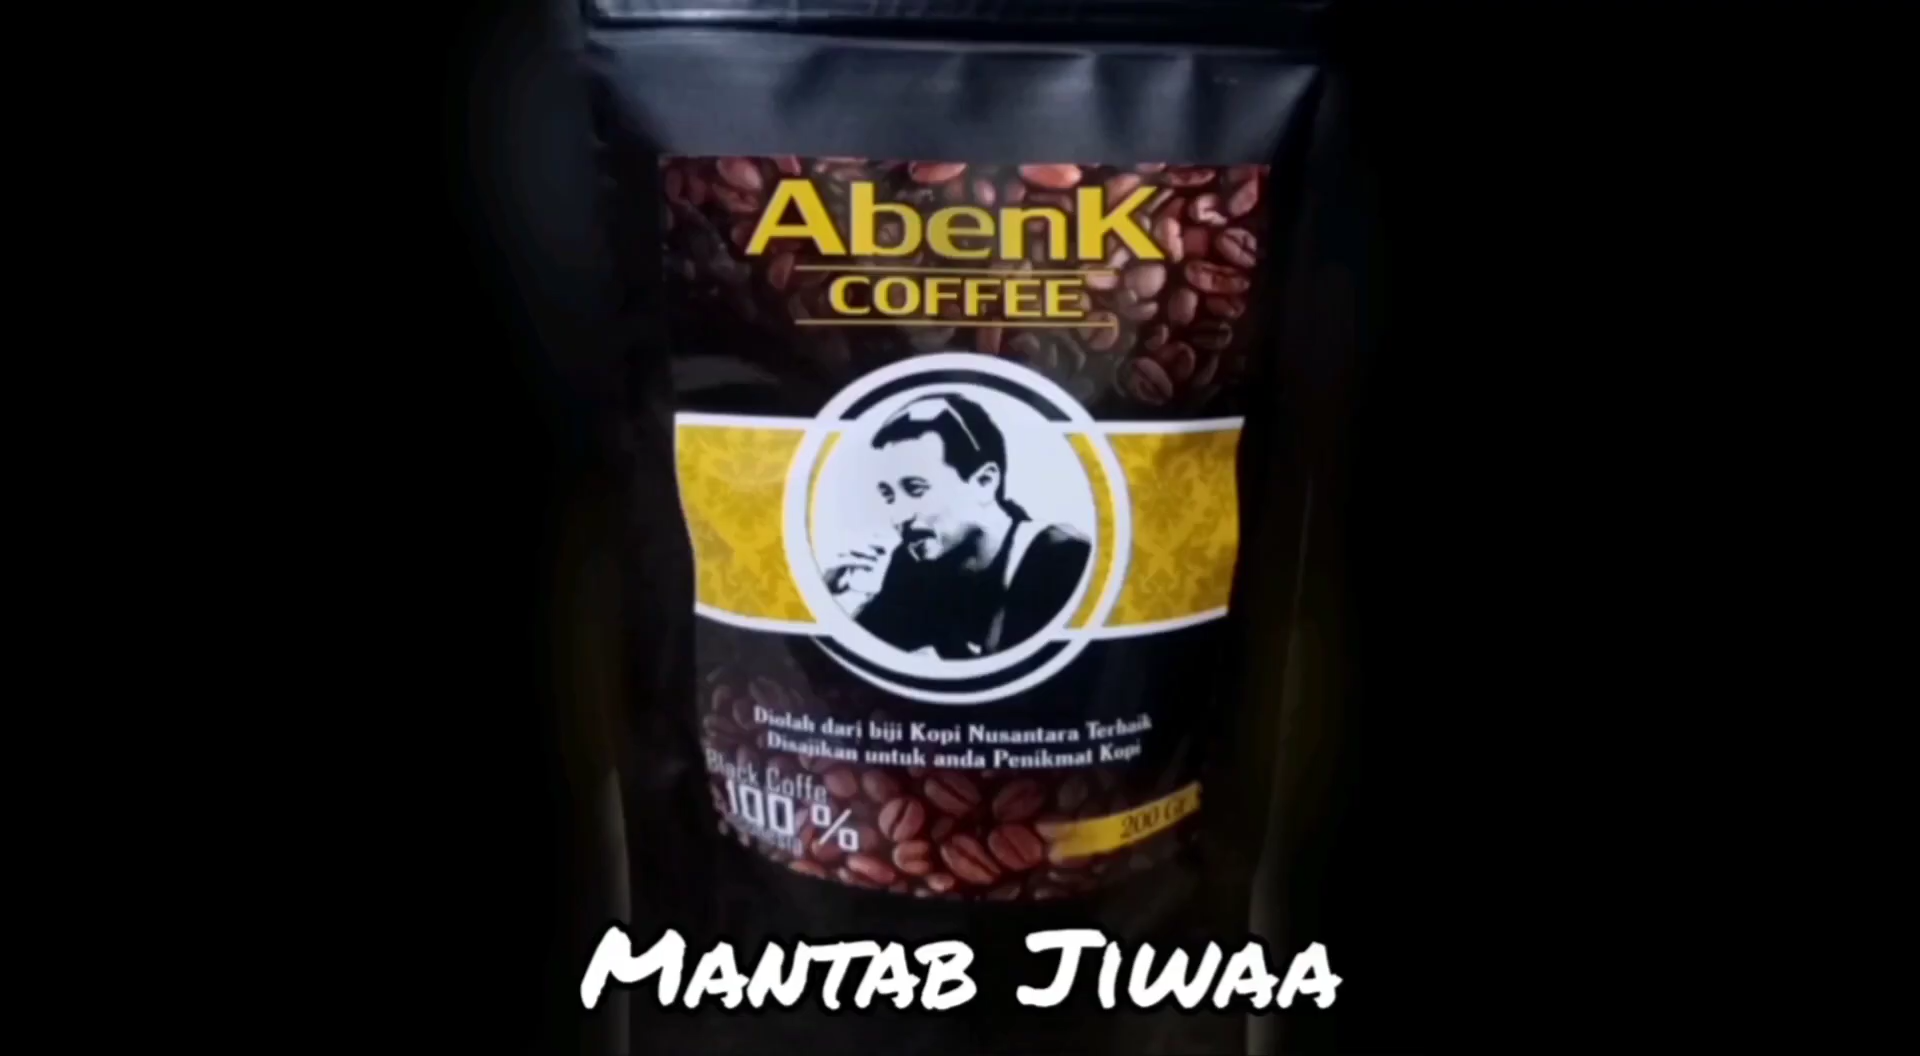 AbenK
COFFEE
Diolah dari biji Kopi Nusantara Terbaik
Disajikan untuk anda Penikmat Kopi
Black Coffe
100 %
200 Gr
MANTAB JIWAA